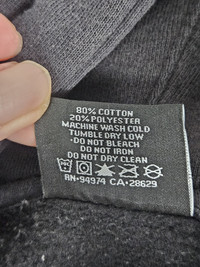 80% COTTON
20% POLYESTER
MACHINE WASH COLD
TUMBLE DRY LOW
•DO NOT BLEACH
DO NOT IRON
DO NOT DRY CLEAN
RN•94974 CA•28629